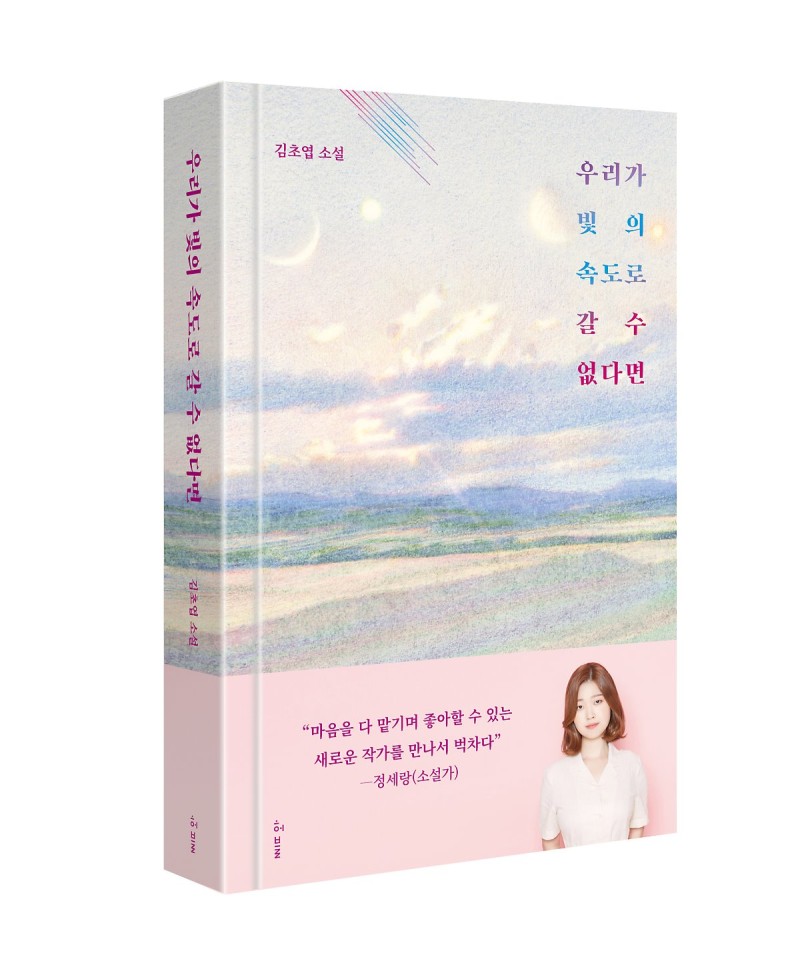 우리가 빛의 속도로 갈 수 없다면
김초엽 소설
김초엽 소설
우리가
빛의
속도로
갈 수
없다면
“마음을 다 맡기며 좋아할 수 있는
새로운 작가를 만나서 벅차다”
—정세랑(소설가)
허블